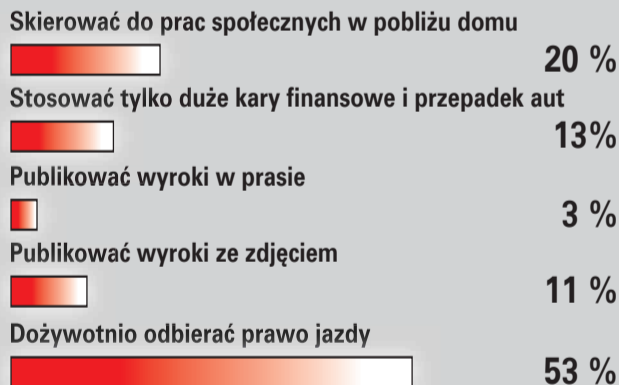 Skierować do prac społecznych w pobliżu domu
20 %
Stosować tylko duże kary finansowe i przepadek aut
13%
Publikować wyroki w prasie
3 %
Publikować wyroki ze zdjęciem
11 %
Dożywotnio odbierać prawo jazdy
53 %